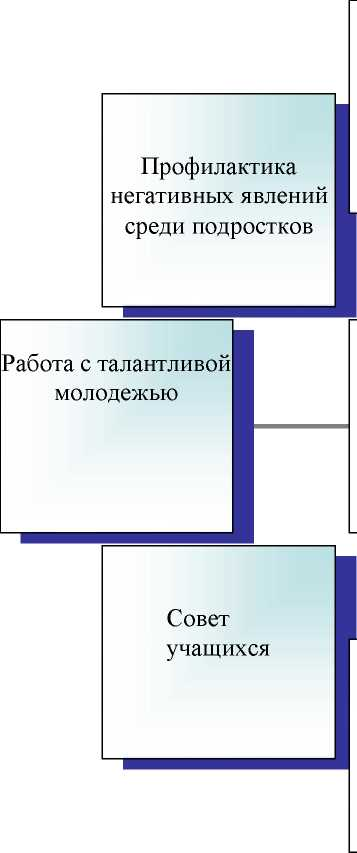 Профилактика
негативных явлений
среди подростков
Работа с талантливой
молодежью
Совет
учащихся